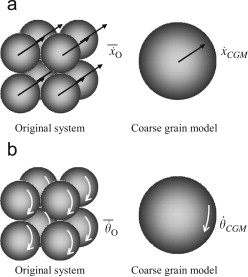 a
x̄̇O
ẋCGM
Original system Coarse grain model
b
θ̄̇O
θ̇CGM
Original system Coarse grain model